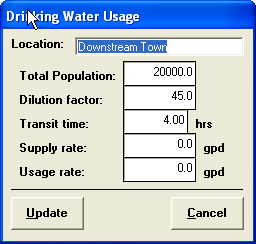 Drinking Water Usage
Location: Downstream Town
Total Population: 20000.0
Dilution factor: 45.0
Transit time: 4.00 hrs
Supply rate: 0.0 gpd
Usage rate: 0.0 gpd
Update Cancel